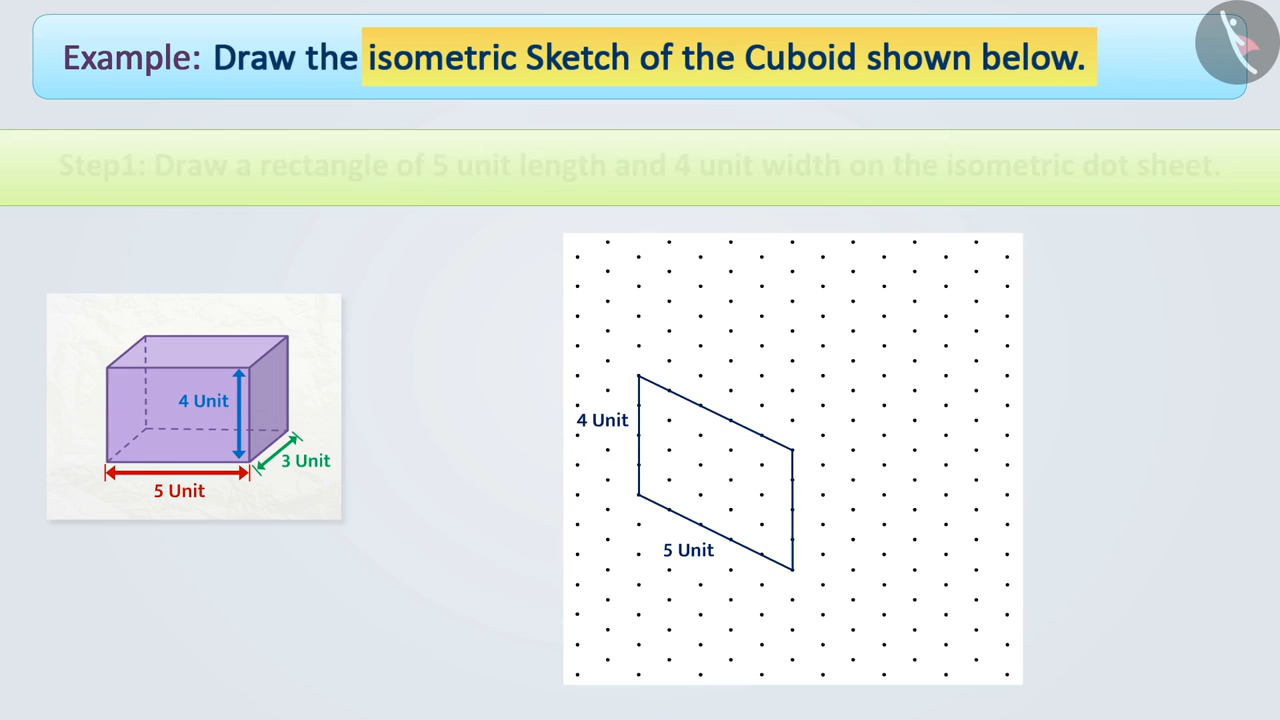 Example: Draw the isometric Sketch of the Cuboid shown below.
Step1: Draw a rectangle of 5 unit length and 4 unit width on the isometric dot sheet.
4 Unit
3 Unit
5 Unit
4 Unit
5 Unit